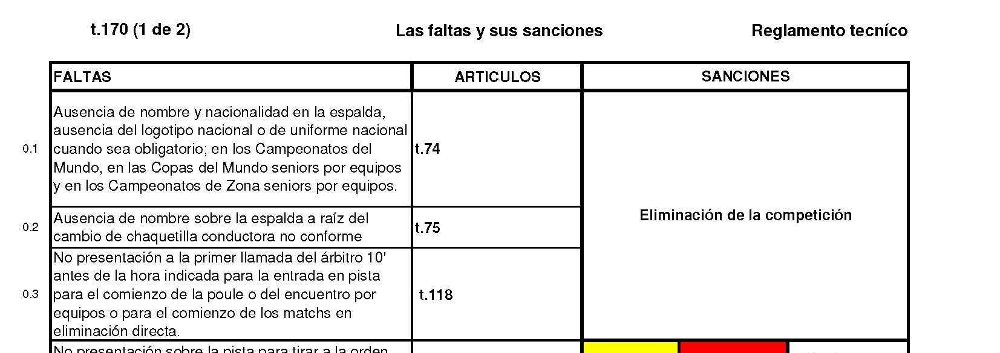 t.170 (1 de 2) Las faltas y sus sanciones Reglamento tecníco
FALTAS ARTICULOS SANCIONES
Ausencia de nombre y nacionalidad en la espalda,
ausencia del logotipo nacional o de uniforme nacional
0.1 cuando sea obligatorio; en los Campeonatos del t.74
Mundo, en las Copas del Mundo seniors por equipos
y en los Campeonatos de Zona seniors por equipos.
Eliminación de la competición
Ausencia de nombre sobre la espalda a raíz del
0.2 t.75
cambio de chaquetilla conductora no conforme
No presentación a la primer llamada del árbitro 10'
antes de la hora indicada para la entrada en pista
0.3 para el comienzo de la poule o del encuentro por t.118
equipos o para el comienzo de los matchs en
eliminación directa.
No presentación sobre la pista para tirar a la orden